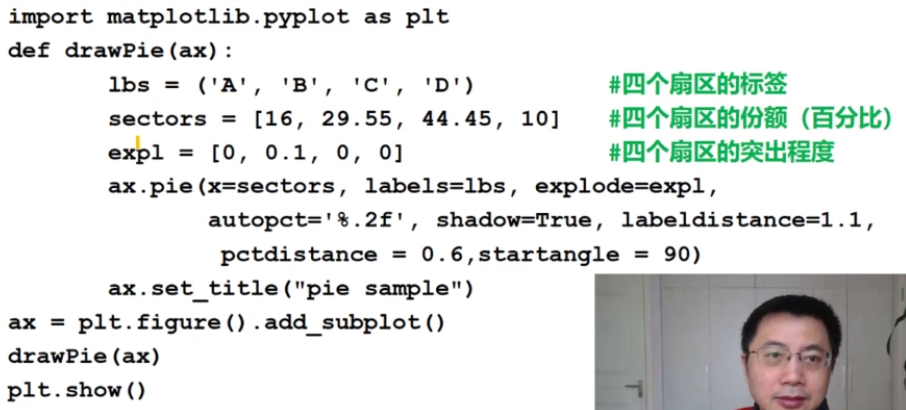 import matplotlib.pyplot as plt
def drawPie(ax):
lbs = ('A', 'B', 'C', 'D') #四个扇区的标签
sectors = [16, 29.55, 44.45, 10] #四个扇区的份额（百分比）
expl = [0, 0.1, 0, 0] #四个扇区的突出程度
ax.pie(x=sectors, labels=lbs, explode=expl,
autopct='%.2f', shadow=True, labeldistance=1.1,
pctdistance = 0.6,startangle = 90)
ax.set_title("pie sample")
ax = plt.figure().add_subplot()
drawPie(ax)
plt.show()